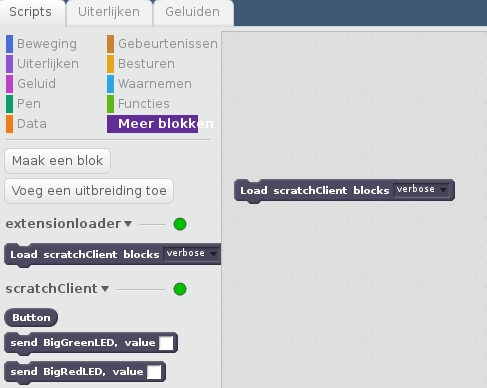 Scripts Uiterlijken Geluiden
Beweging Gebeurtenissen
Uiterlijken Besturen
Geluid Waarnemen
Pen Functies
Data Meer blokken
Maak een blok
Voeg een uitbreiding toe
extensionloader
Load scratchClient blocks verbose
scratchClient
Button
send BigGreenLED, value
send BigRedLED, value
Load scratchClient blocks verbose